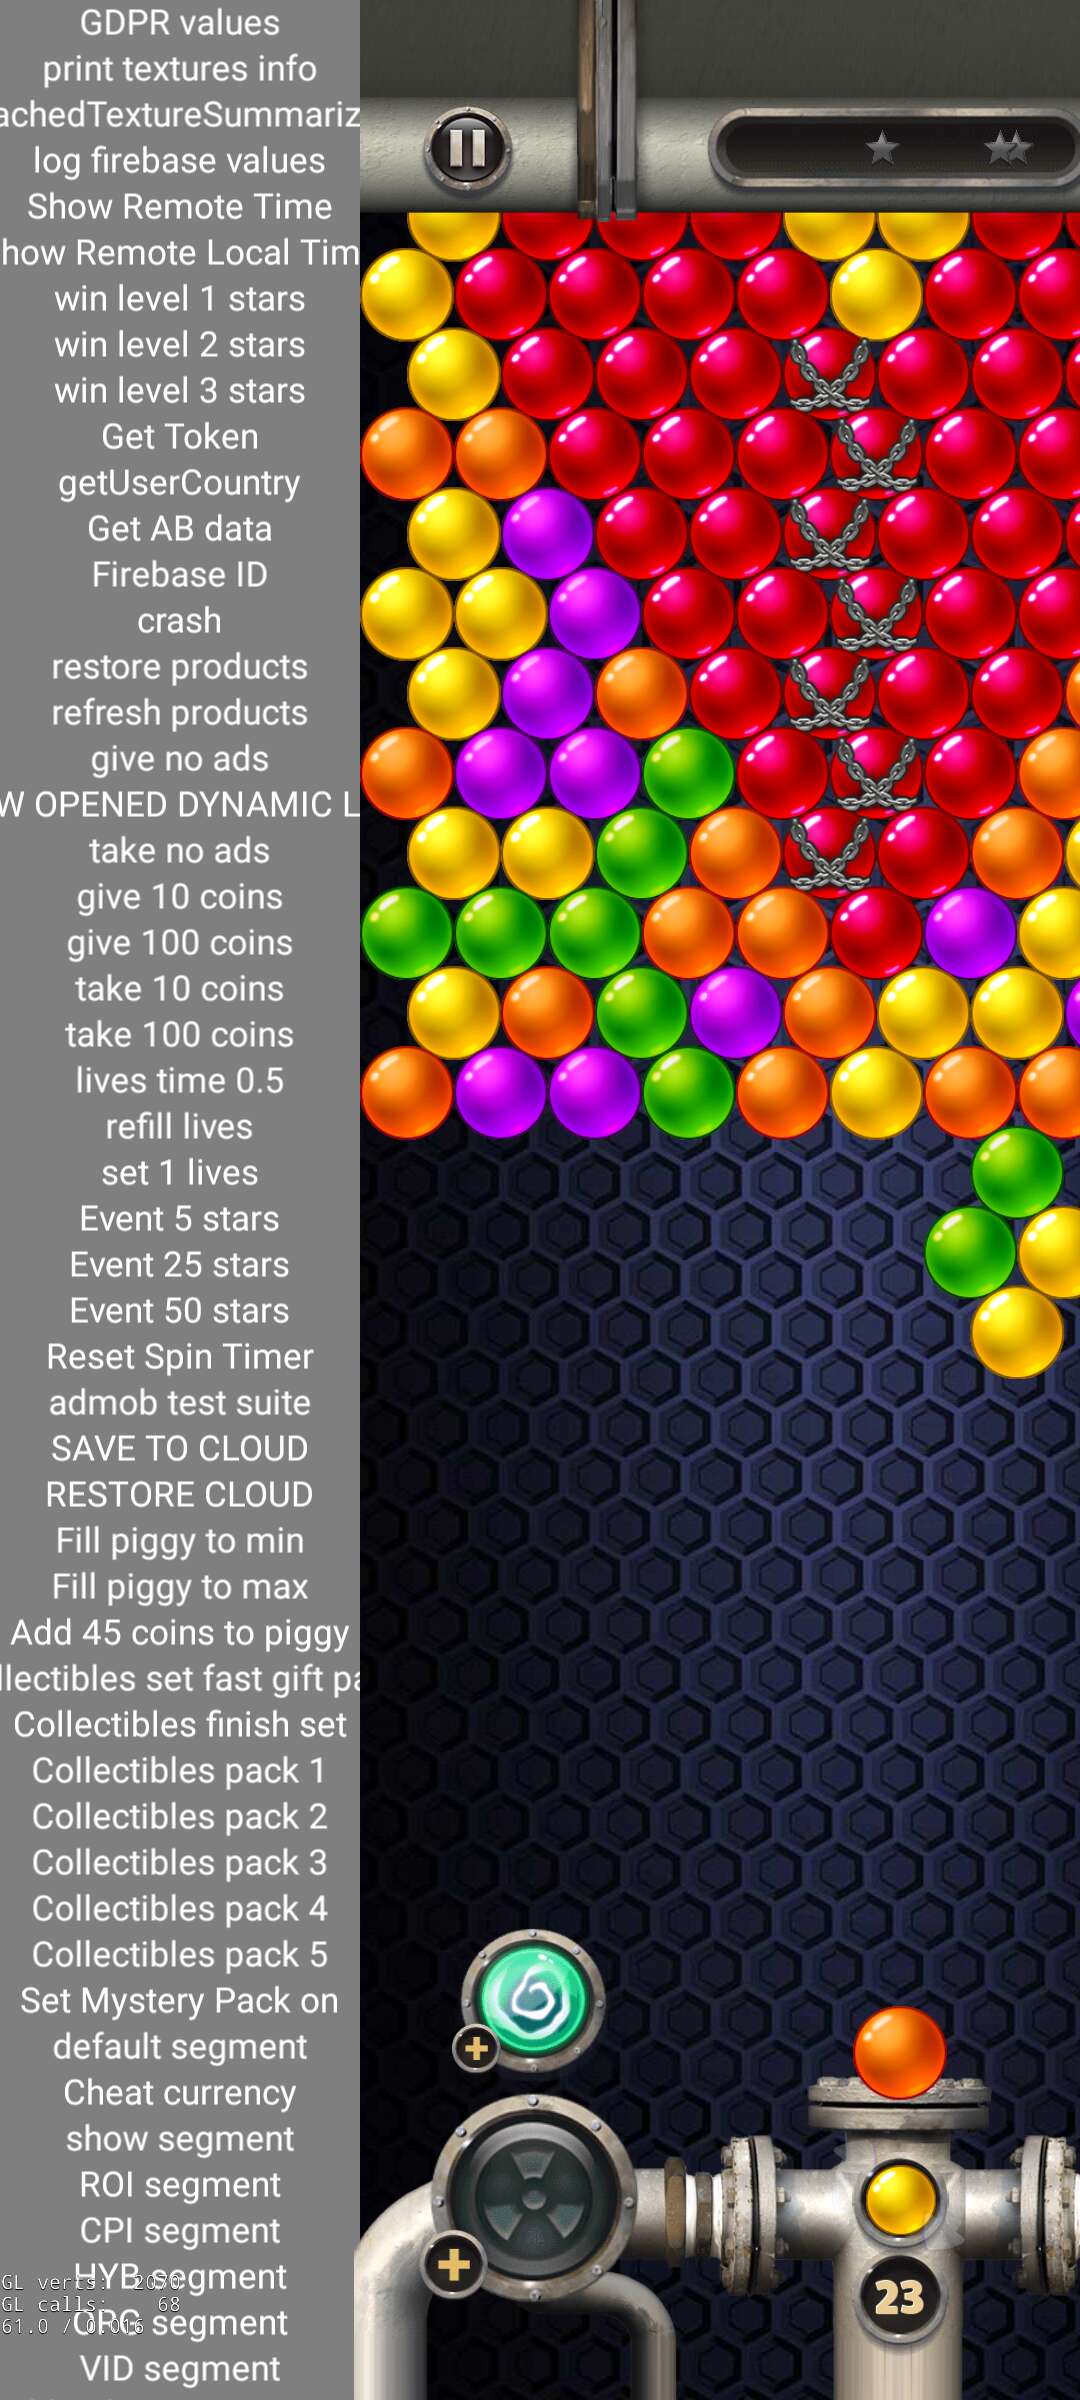 GDPR values
print textures info
achedTextureSummariz
log firebase values
Show Remote Time
how Remote Local Tim
win level 1 stars
win level 2 stars
win level 3 stars
Get Token
getUserCountry
Get AB data
Firebase ID
crash
restore products
refresh products
give no ads
W OPENED DYNAMIC L
take no ads
give 10 coins
give 100 coins
take 10 coins
take 100 coins
lives time 0.5
refill lives
set 1 lives
Event 5 stars
Event 25 stars
Event 50 stars
Reset Spin Timer
admob test suite
SAVE TO CLOUD
RESTORE CLOUD
Fill piggy to min
Fill piggy to max
Add 45 coins to piggy
llectibles set fast gift pa
Collectibles finish set
Collectibles pack 1
Collectibles pack 2
Collectibles pack 3
Collectibles pack 4
Collectibles pack 5
Set Mystery Pack on
default segment
Cheat currency
show segment
ROI segment
CPI segment
HYB segment
GL verts: 2070
GL calls: 68
61.0 / 0.016
segment
VID segment
23